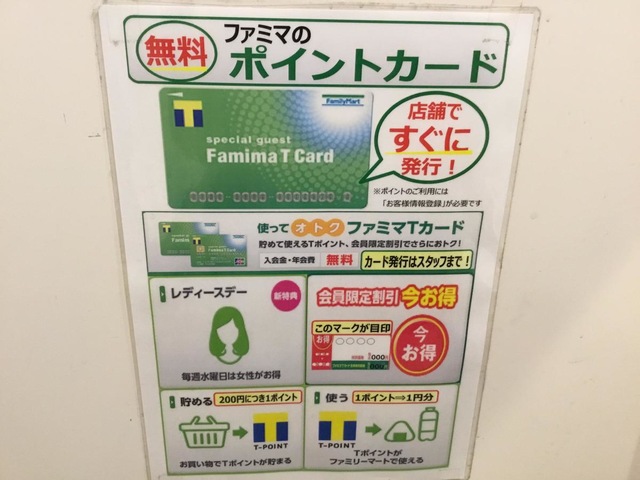 無料
ファミマの
ポイントカード
T
FamilyMart
special guest
Famima T Card
店舗で
すぐに
発行！
※ポイントのご利用には
「お客様情報登録」が必要です
使って オトク ファミマTカード
貯めて使えるTポイント、会員限定割引でさらにおトク！
入会金・年会費 無料 カード発行はスタッフまで！
レディースデー
新特典
毎週水曜日は女性がお得
会員限定割引 今お得
このマークが目印
お得
今
お得
貯める 200円につき1ポイント
T-POINT
お買い物でTポイントが貯まる
使う 1ポイント⇒1円分
T-POINT
Tポイントが
ファミリーマートで使える